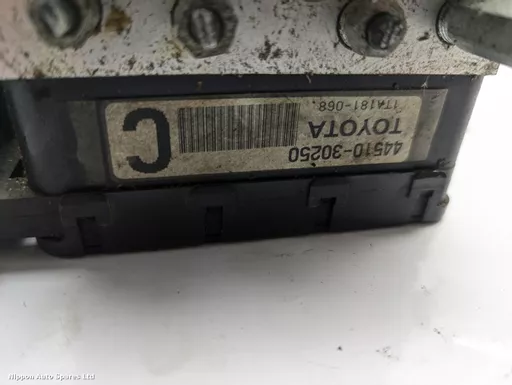 44510-30250
TOYOTA
C
1TA181-068.
Nippon Auto Spares Ltd